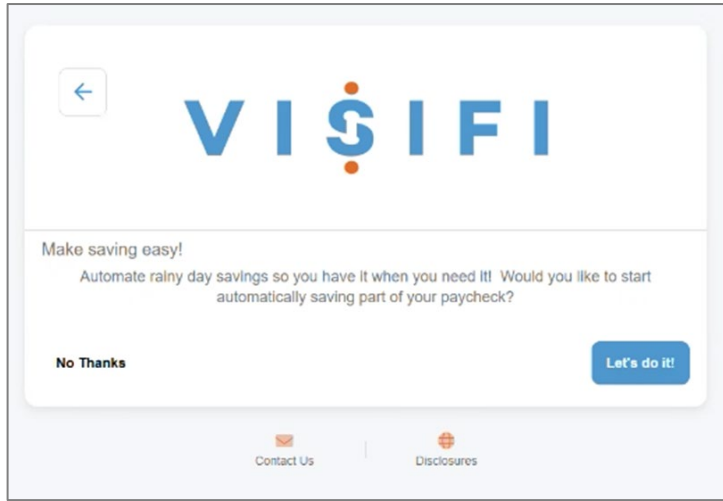 VISIFI
Make saving easy!
Automate rainy day savings so you have it when you need it! Would you like to start
automatically saving part of your paycheck?
No Thanks
Let's do it!
Contact Us
Disclosures